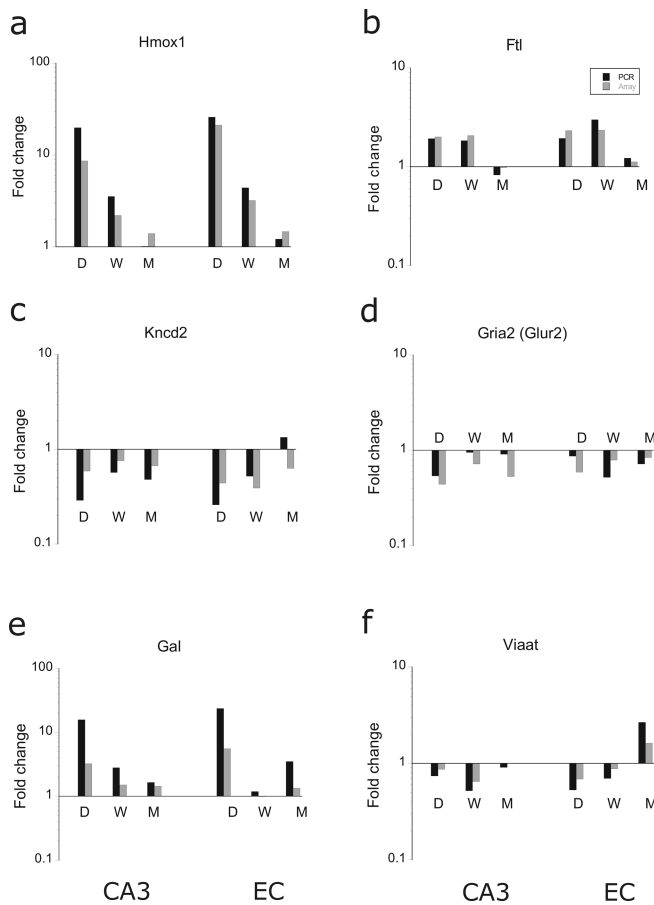 a
Hmox1
100
10
1
Fold change
D W M D W M
b
Ftl
10
1
0.1
Fold change
PCR
Array
D W M D W M
c
Kncd2
10
1
0.1
Fold change
D W M D W M
d
Gria2 (Glur2)
10
1
0.1
Fold change
D W M D W M
e
Gal
100
10
1
0.1
Fold change
D W M D W M
f
Viaat
10
1
0.1
Fold change
D W M D W M
CA3 EC
CA3 EC